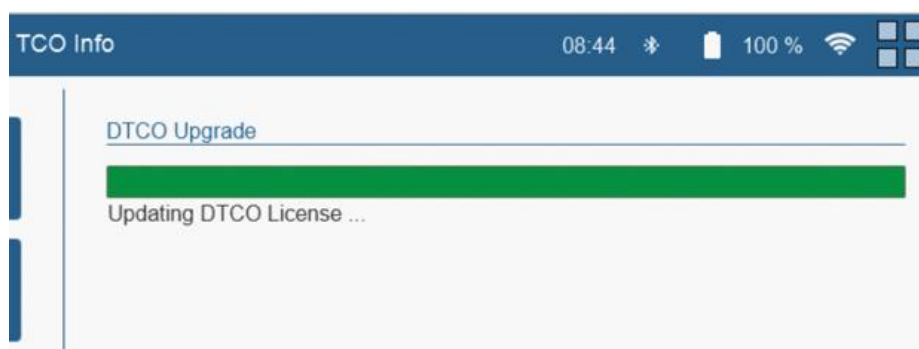 TCO Info 08:44 100 %
DTCO Upgrade
Updating DTCO License ...